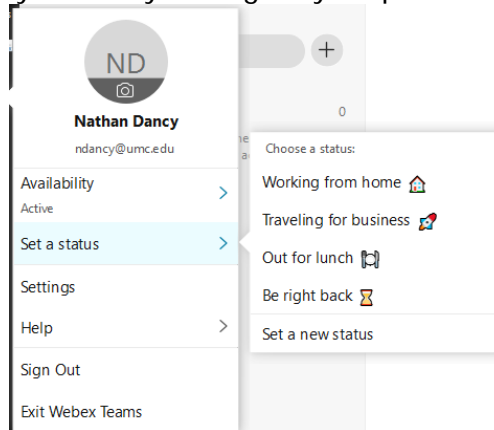 ND
Nathan Dancy
ndancy@umc.edu
Availability
Active
Set a status
Settings
Help
Sign Out
Exit Webex Teams
0
Choose a status:
Working from home 🏠
Traveling for business 🚀
Out for lunch 🍽
Be right back ⌛
Set a new status